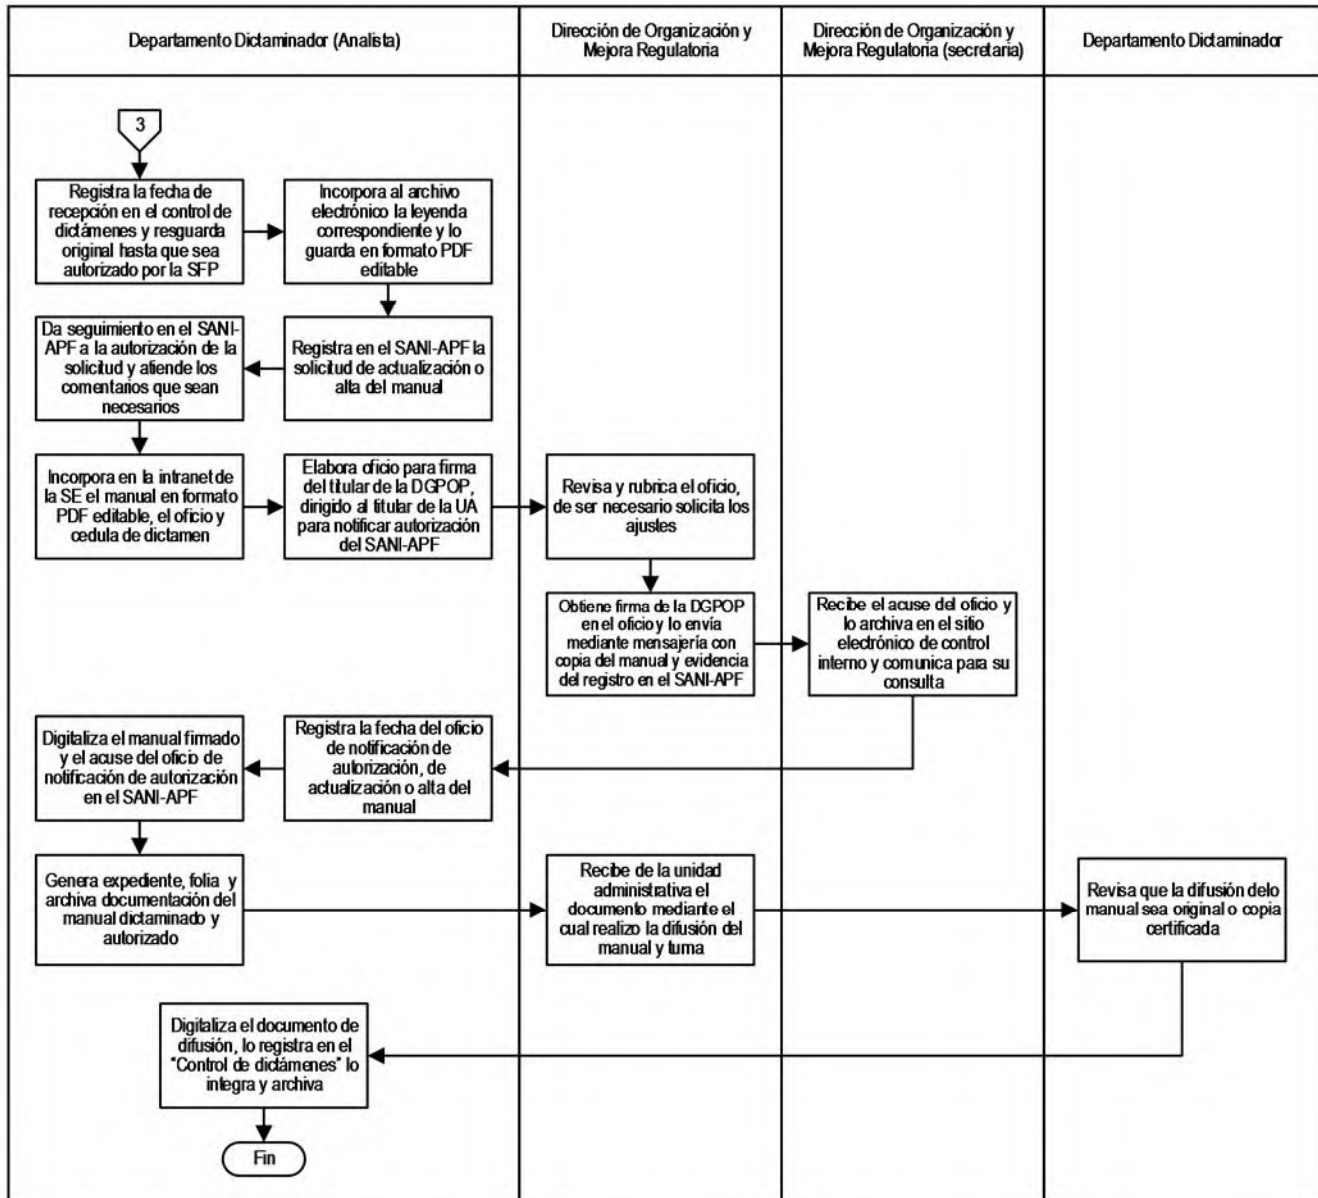 Departamento Dictaminador (Analista)
Dirección de Organización y
Mejora Regulatoria
Dirección de Organización y
Mejora Regulatoria (secretaria)
Departamento Dictaminador
3
Registra la fecha de
recepción en el control de
dictámenes y resguarda
original hasta que sea
autorizado por la SFP
Incorpora al archivo
electrónico la leyenda
correspondiente y lo
guarda en formato PDF
editable
Da seguimiento en el SANI-
APF a la autorización de la
solicitud y atiende los
comentarios que sean
necesarios
Registra en el SANI-APF la
solicitud de actualización o
alta del manual
Incorpora en la intranet de
la SE el manual en formato
PDF editable, el oficio y
cedula de dictamen
Elabora oficio para firma
del titular de la DGPOP,
dirigido al titular de la UA
para notificar autorización
del SANI-APF
Revisa y rubrica el oficio,
de ser necesario solicita los
ajustes
Obtiene firma de la DGPOP
en el oficio y lo envía
mediante mensajería con
copia del manual y evidencia
del registro en el SANI-APF
Recibe el acuse del oficio y
lo archiva en el sitio
electrónico de control
interno y comunica para su
consulta
Digitaliza el manual firmado
y el acuse del oficio de
notificación de autorización
en el SANI-APF
Registra la fecha del oficio
de notificación de
autorización, de
actualización o alta del
manual
Genera expediente, folia y
archiva documentación del
manual dictaminado y
autorizado
Recibe de la unidad
administrativa el
documento mediante el
cual realizo la difusión del
manual y turna
Revisa que la difusión delo
manual sea original o copia
certificada
Digitaliza el documento de
difusión, lo registra en el
"Control de dictámenes" lo
integra y archiva
Fin